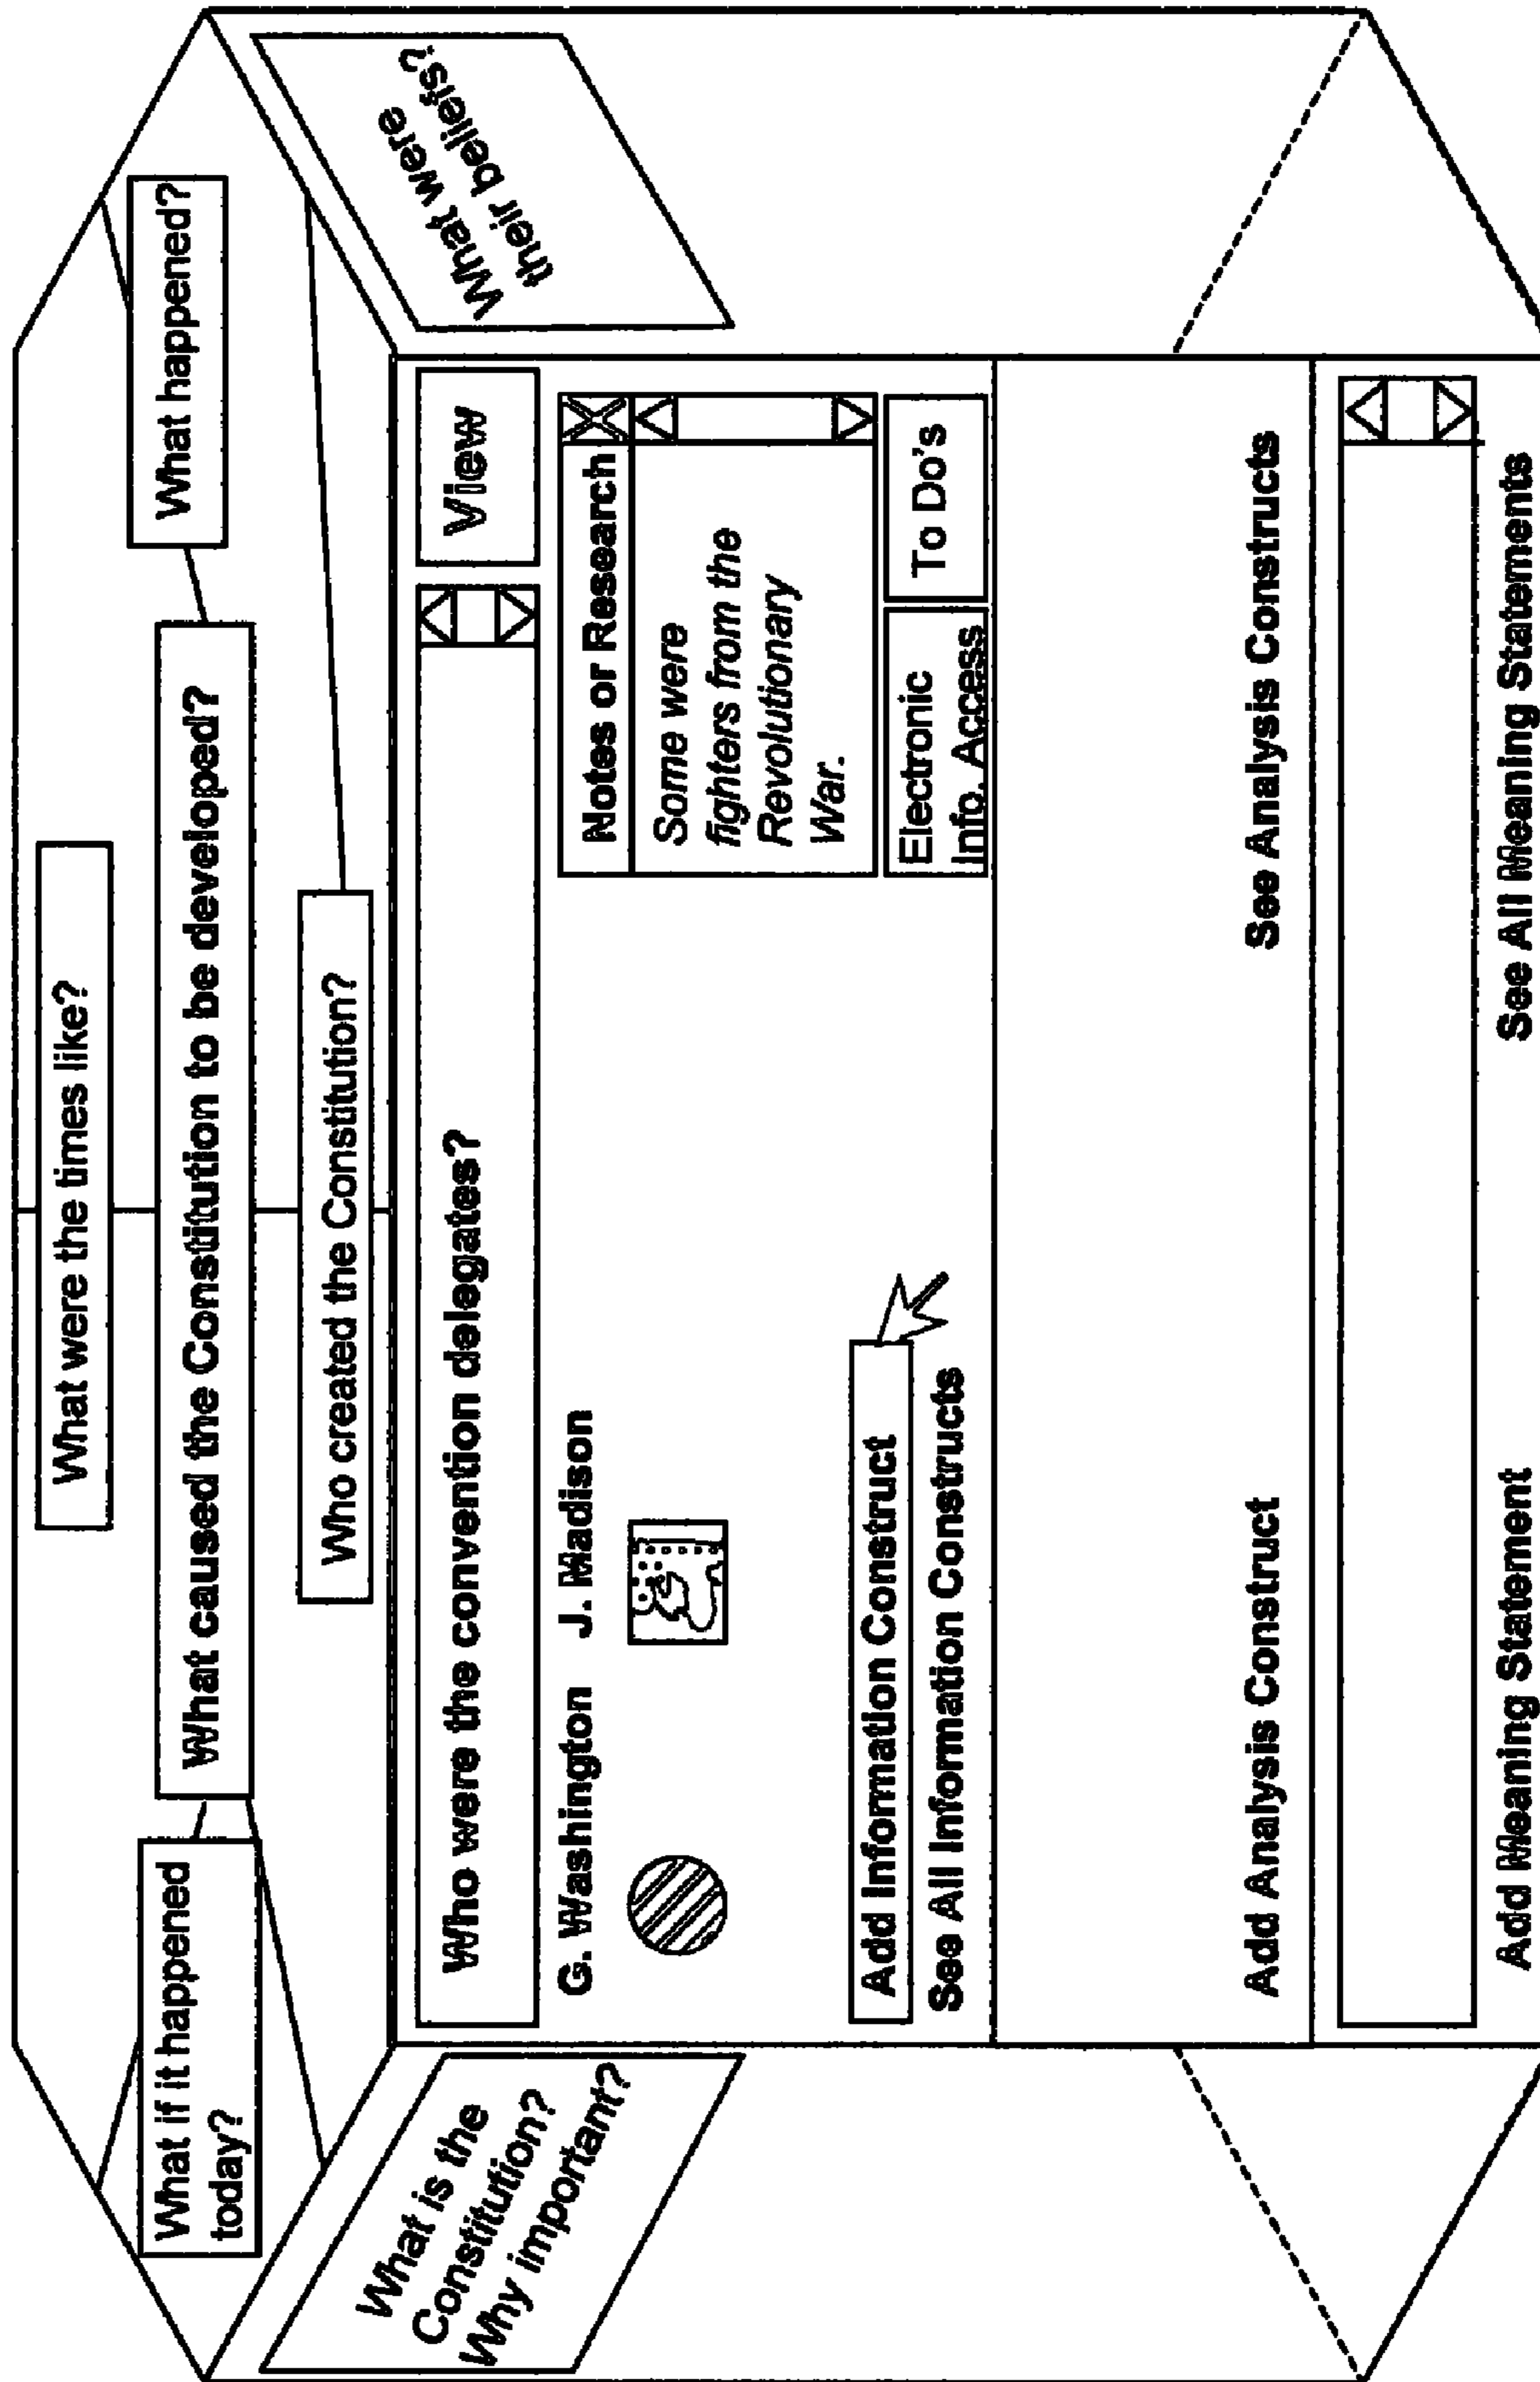 What were the times like?
What if it happened
today?
What caused the Constitution to be developed?
What happened?
Who created the Constitution?
What is the
Constitution?
Why important?
What were
their beliefs?
Who were the convention delegates?
View
G. Washington
J. Madison
Notes or Research
Some were
fighters from the
Revolutionary
War.
Add Information Construct
See All Information Constructs
Electronic
Info. Access
To Do's
Add Analysis Construct
See Analysis Constructs
Add Meaning Statement
See All Meaning Statements